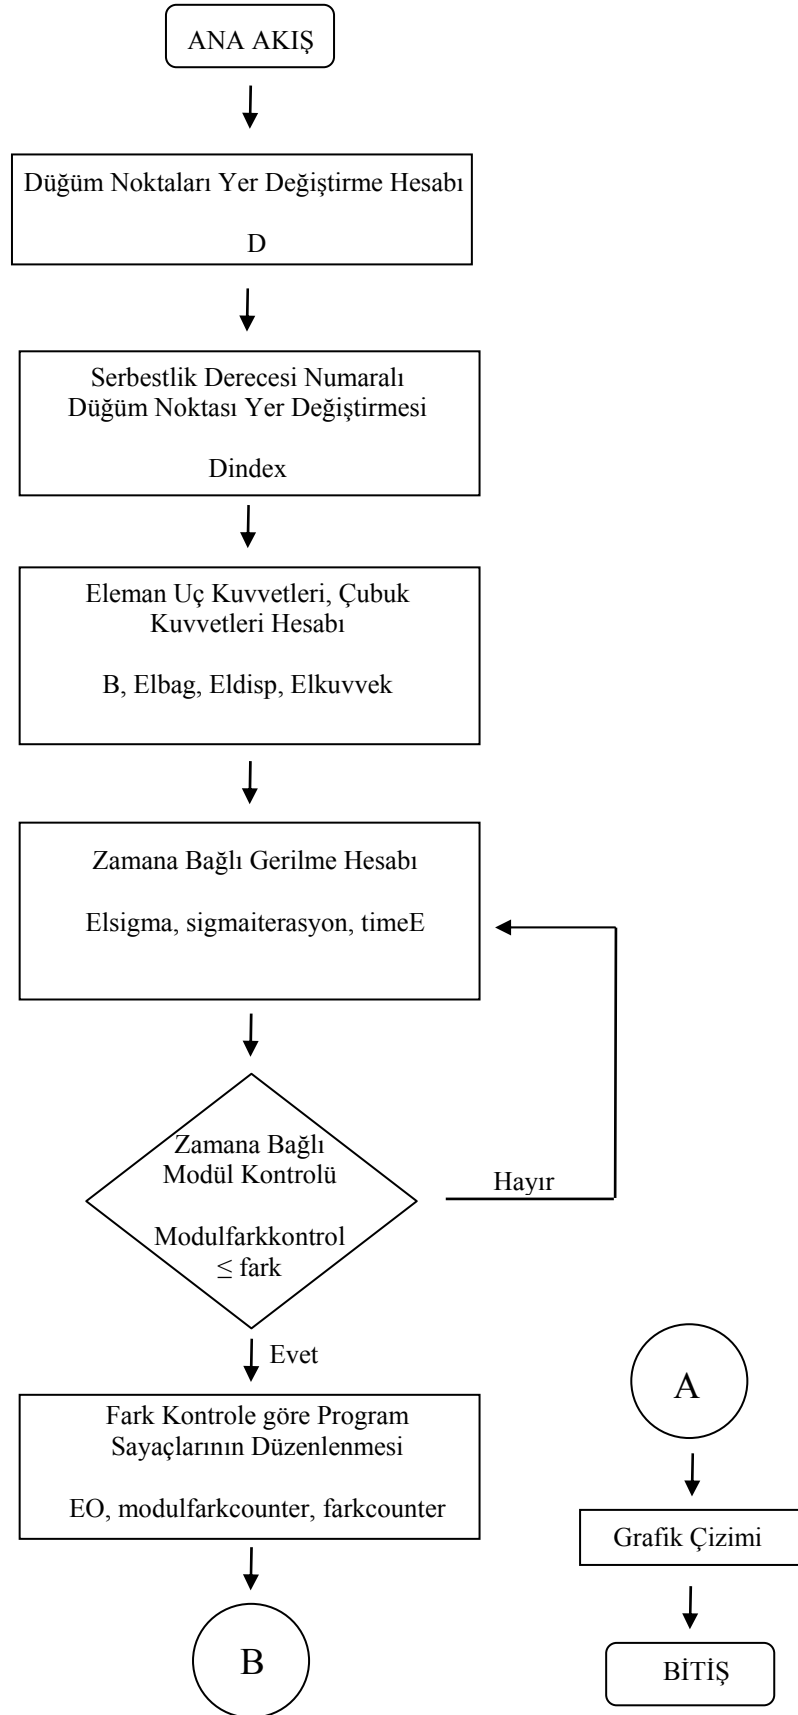 ANA AKIŞ
Düğüm Noktaları Yer Değiştirme Hesabı
D
Serbestlik Derecesi Numaralı
Düğüm Noktası Yer Değiştirmesi
Dindex
Eleman Uç Kuvvetleri, Çubuk
Kuvvetleri Hesabı
B, Elbag, Eldisp, Elkuvvek
Zamana Bağlı Gerilme Hesabı
Elsigma, sigmaiterasyon, timeE
Zamana Bağlı
Modül Kontrolü
Modulfarkkontrol
≤ fark
Hayır
Evet
Fark Kontrole göre Program
Sayaçlarının Düzenlenmesi
EO, modulfarkcounter, farkcounter
B
A
Grafik Çizimi
BİTİŞ